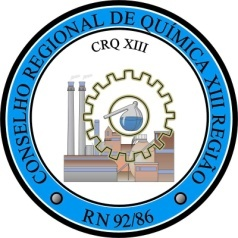 CONSELHO REGIONAL DE QUÍMICA XIII REGIÃO
CRQ XIII
RN 92/86